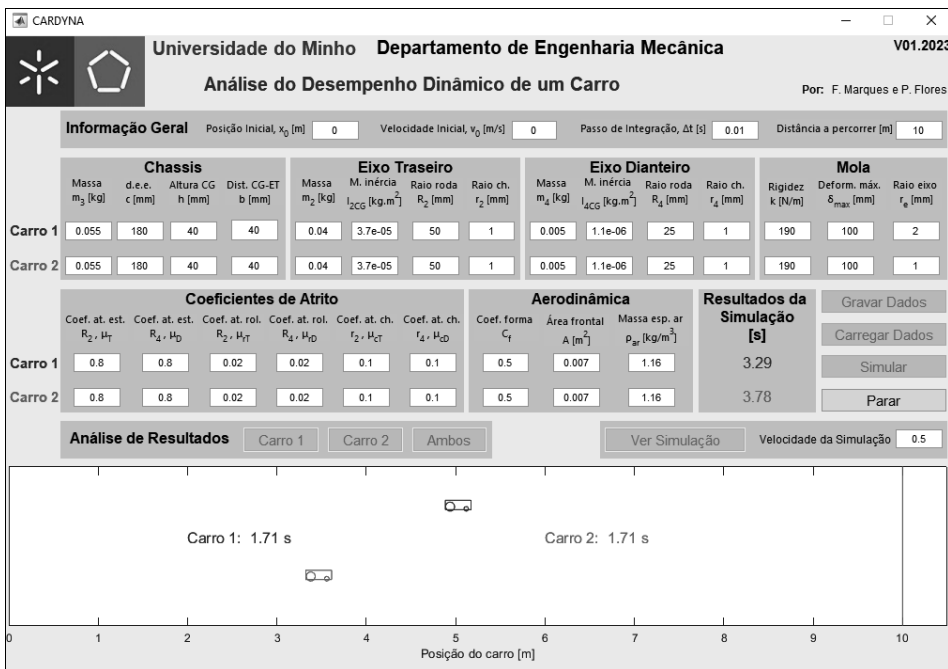 CARDYNA
Universidade do Minho Departamento de Engenharia Mecânica V01.2023
Análise do Desempenho Dinâmico de um Carro
Por: F. Marques e P. Flores
Informação Geral Posição Inicial, x0 [m] 0 Velocidade Inicial, v0 [m/s] 0 Passo de Integração, Δt [s] 0.01 Distância a percorrer [m] 10
Chassis Eixo Traseiro Eixo Dianteiro Mola
Massa d.e.e. Altura CG Dist. CG-ET Massa M. inércia Raio roda Raio ch. Massa M. inércia Raio roda Raio ch. Rigidez Deform. máx. Raio eixo
m3 [kg] c [mm] h [mm] b [mm] m2 [kg] I2CG [kg.m2] R2 [mm] r2 [mm] m4 [kg] I4CG [kg.m2] R4 [mm] r4 [mm] k [N/m] δmax [mm] re [mm]
Carro 1 0.055 180 40 40 0.04 3.7e-05 50 1 0.005 1.1e-06 25 1 190 100 2
Carro 2 0.055 180 40 40 0.04 3.7e-05 50 1 0.005 1.1e-06 25 1 190 100 1
Coeficientes de Atrito Aerodinâmica Resultados da Simulação [s] Gravar Dados
Coef. at. est. Coef. at. est. Coef. at. rol. Coef. at. rol. Coef. at. ch. Coef. at. ch. Coef. forma Área frontal Massa esp. ar
R2 , μT R4 , μD R2 , μrT R4 , μrD r2 , μcT r4 , μcD Cf A [m2] ρar [kg/m3] Carregar Dados
Carro 1 0.8 0.8 0.02 0.02 0.1 0.1 0.5 0.007 1.16 3.29 Simular
Carro 2 0.8 0.8 0.02 0.02 0.1 0.1 0.5 0.007 1.16 3.78 Parar
Análise de Resultados Carro 1 Carro 2 Ambos Ver Simulação Velocidade da Simulação 0.5
Carro 1: 1.71 s Carro 2: 1.71 s
0 1 2 3 4 5 6 7 8 9 10
Posição do carro [m]